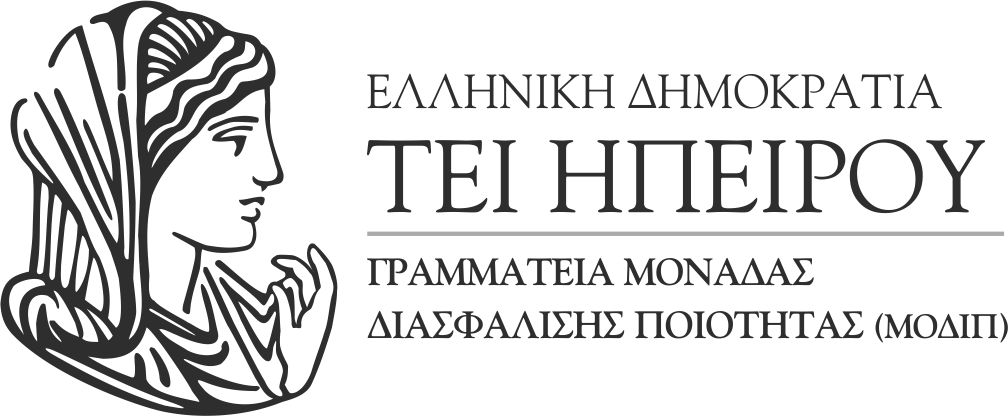 ΕΛΛΗΝΙΚΗ ΔΗΜΟΚΡΑΤΙΑ
ΤΕΙ ΗΠΕΙΡΟΥ
ΓΡΑΜΜΑΤΕΙΑ ΜΟΝΑΔΑΣ
ΔΙΑΣΦΑΛΙΣΗΣ ΠΟΙΟΤΗΤΑΣ (ΜΟΔΙΠ)